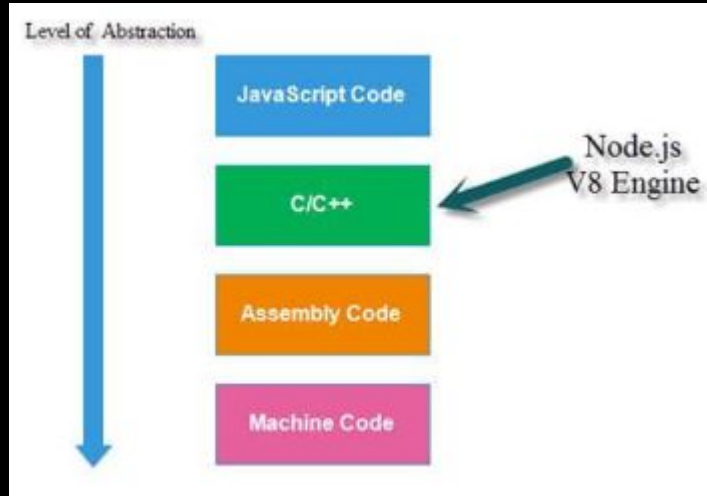 Level of Abstraction
JavaScript Code
C/C++
Node.js
V8 Engine
Assembly Code
Machine Code